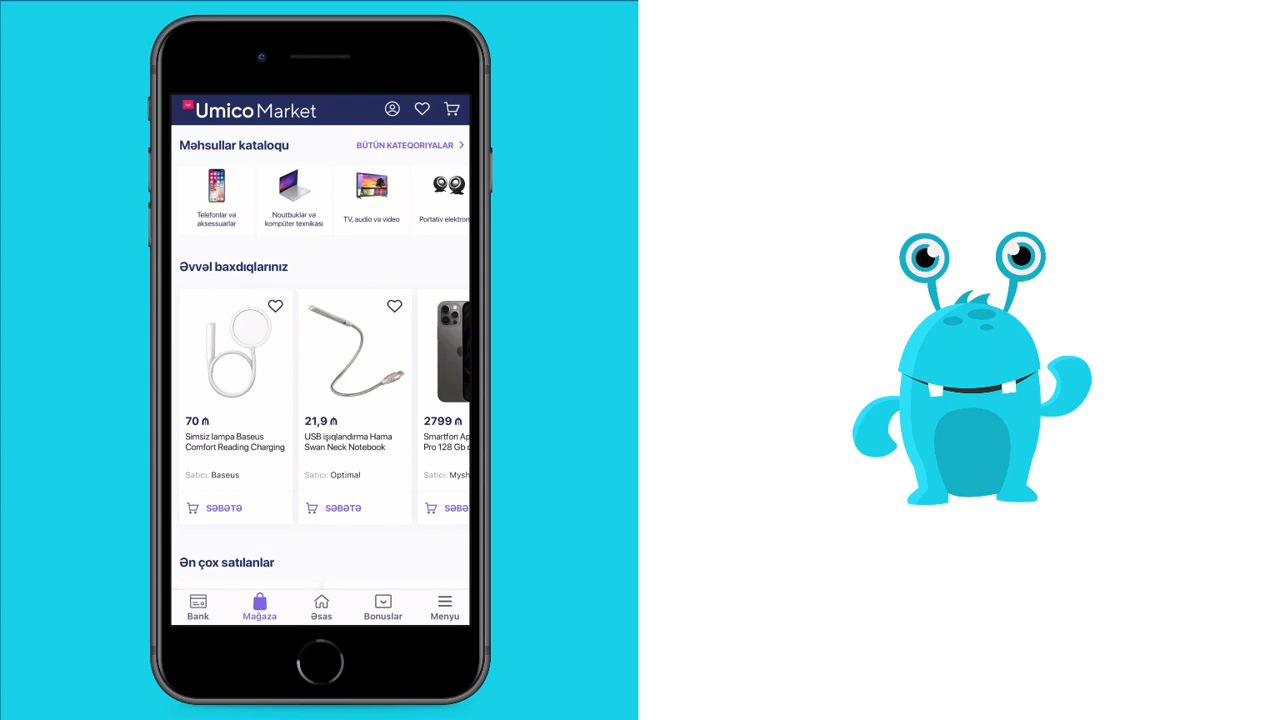 Umico Market
Məhsullar kataloqu
BÜTÜN KATEQORIYALAR
Telefonlar və
aksessuarlar
Noutbuklar və
kompüter texnikası
TV, audio və video
Portativ elektron
Əvvəl baxdıqlarınız
70 ₼
Simsiz lampa Baseus
Comfort Reading Charging
Satıcı: Baseus
SƏBƏTƏ
21,9 ₼
USB işıqlandırma Hama
Swan Neck Notebook
Satıcı: Optimal
SƏBƏTƏ
2799 ₼
Smartfon Ap
Pro 128 Gb
Satıcı: Mysh
SƏBƏ
Ən çox satılanlar
Bank
Mağaza
Əsas
Bonuslar
Menyu